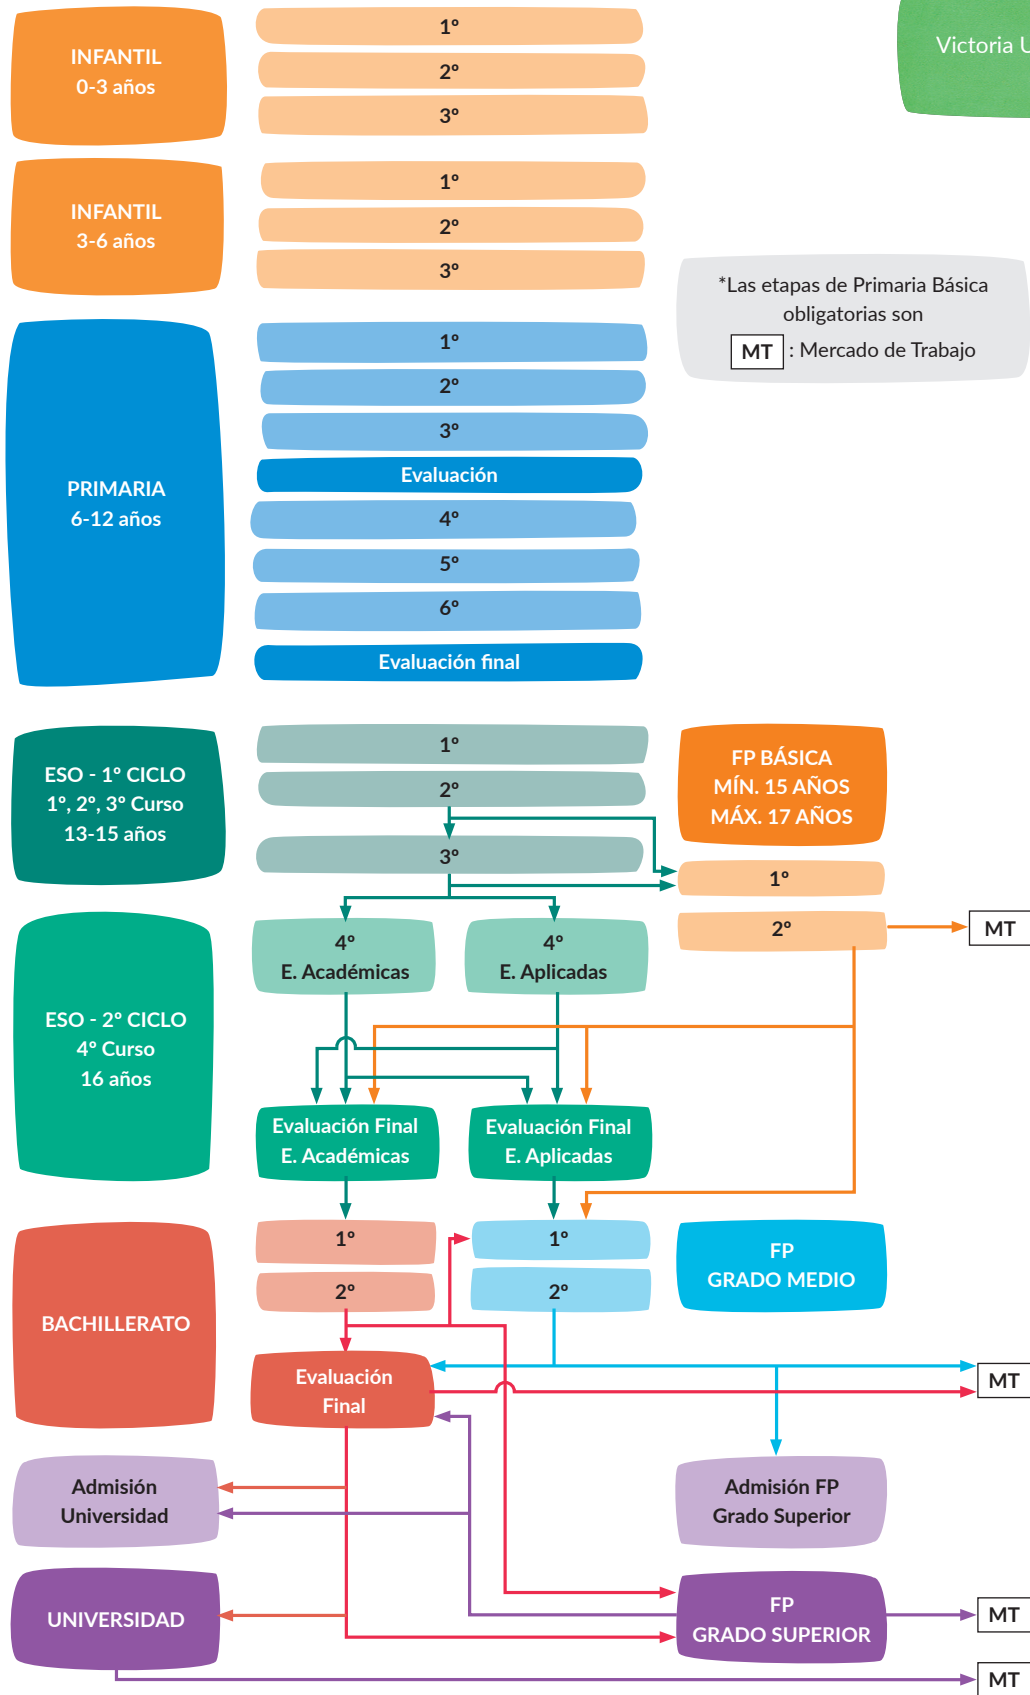 INFANTIL
0-3 años
1º
2º
3º
Victoria U
INFANTIL
3-6 años
1º
2º
3º
*Las etapas de Primaria Básica
obligatorias son
MT : Mercado de Trabajo
PRIMARIA
6-12 años
1º
2º
3º
Evaluación
4º
5º
6º
Evaluación final
ESO - 1º CICLO
1º, 2º, 3º Curso
13-15 años
1º
2º
3º
FP BÁSICA
MÍN. 15 AÑOS
MÁX. 17 AÑOS
1º
2º
MT
ESO - 2º CICLO
4º Curso
16 años
4º
E. Académicas
4º
E. Aplicadas
Evaluación Final
E. Académicas
Evaluación Final
E. Aplicadas
BACHILLERATO
1º
2º
1º
2º
FP
GRADO MEDIO
Evaluación
Final
MT
Admisión
Universidad
Admisión FP
Grado Superior
UNIVERSIDAD
FP
GRADO SUPERIOR
MT
MT